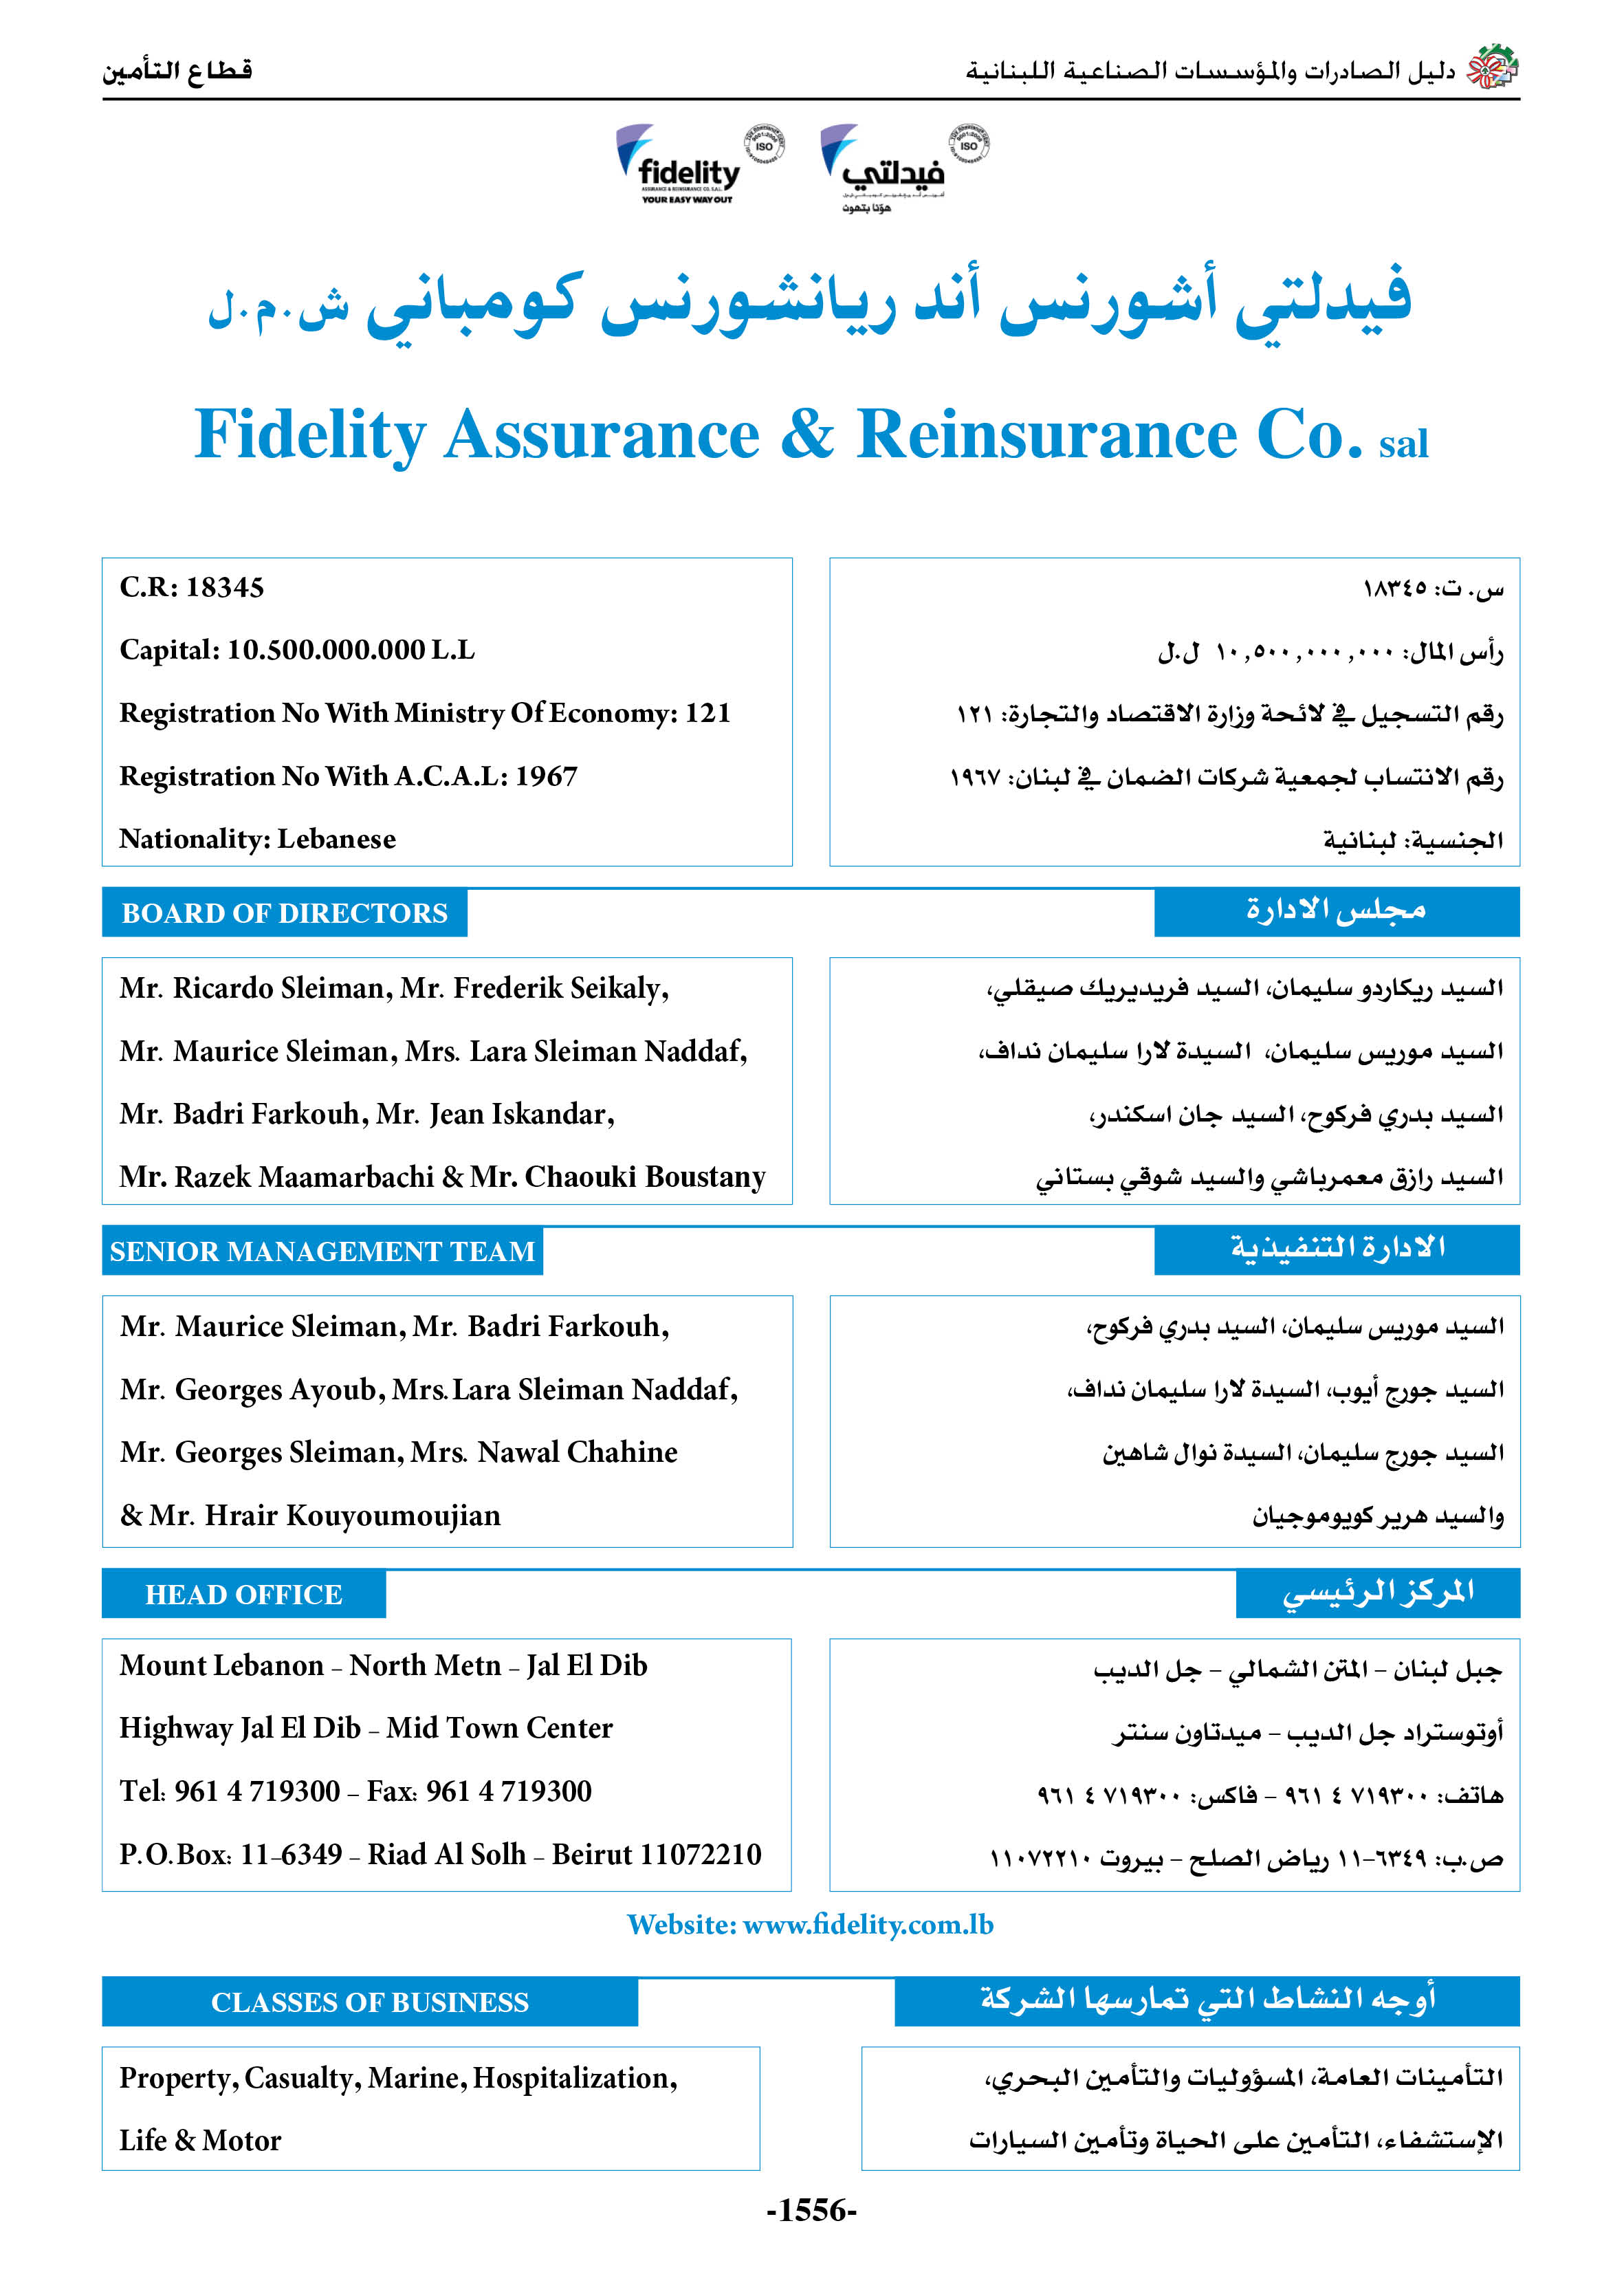 دليل الصادرات والمؤسسات الصناعية اللبنانية
قطاع التأمين
fidelity
ASSURANCE & REINSURANCE CO. S.A.L.
YOUR EASY WAY OUT
ISO
فيدلتي
هوّنا بتهون
ISO
فيدلتي أشورنس أند ريانشورنس كومباني ش.م.ل
Fidelity Assurance & Reinsurance Co. sal
C.R: 18345
Capital: 10.500.000.000 L.L
Registration No With Ministry Of Economy: 121
Registration No With A.C.A.L: 1967
Nationality: Lebanese
س. ت: ١٨٣٤٥
رأس المال: ١٠,٥٠٠,٠٠٠,٠٠٠ ل.ل
رقم التسجيل في لائحة وزارة الاقتصاد والتجارة: ١٢١
رقم الانتساب لجمعية شركات الضمان في لبنان: ١٩٦٧
الجنسية: لبنانية
BOARD OF DIRECTORS
مجلس الادارة
Mr. Ricardo Sleiman, Mr. Frederik Seikaly,
Mr. Maurice Sleiman, Mrs. Lara Sleiman Naddaf,
Mr. Badri Farkouh, Mr. Jean Iskandar,
Mr. Razek Maamarbachi & Mr. Chaouki Boustany
السيد ريكاردو سليمان، السيد فريديريك صيقلي،
السيد موريس سليمان، السيدة لارا سليمان نداف،
السيد بدري فركوح، السيد جان اسكندر،
السيد رازق معمرباشي والسيد شوقي بستاني
SENIOR MANAGEMENT TEAM
الادارة التنفيذية
Mr. Maurice Sleiman, Mr. Badri Farkouh,
Mr. Georges Ayoub, Mrs. Lara Sleiman Naddaf,
Mr. Georges Sleiman, Mrs. Nawal Chahine
& Mr. Hrair Kouyoumoujian
السيد موريس سليمان، السيد بدري فركوح،
السيد جورج أيوب، السيدة لارا سليمان نداف،
السيد جورج سليمان، السيدة نوال شاهين
والسيد هرير كويوموجيان
HEAD OFFICE
المركز الرئيسي
Mount Lebanon – North Metn – Jal El Dib
Highway Jal El Dib – Mid Town Center
Tel: 961 4 719300 – Fax: 961 4 719300
P.O.Box: 11-6349 – Riad Al Solh – Beirut 11072210
جبل لبنان – المتن الشمالي – جل الديب
أوتوستراد جل الديب – ميدتاون سنتر
هاتف: ٧١٩٣٠٠ ٤ ٩٦١ – فاكس: ٧١٩٣٠٠ ٤ ٩٦١
ص.ب: ٦٣٤٩-١١ رياض الصلح – بيروت ١١٠٧٢٢١٠
Website: www.fidelity.com.lb
CLASSES OF BUSINESS
أوجه النشاط التي تمارسها الشركة
Property, Casualty, Marine, Hospitalization,
Life & Motor
التأمينات العامة، المسؤوليات والتأمين البحري،
الإستشفاء، التأمين على الحياة وتأمين السيارات
-1556-